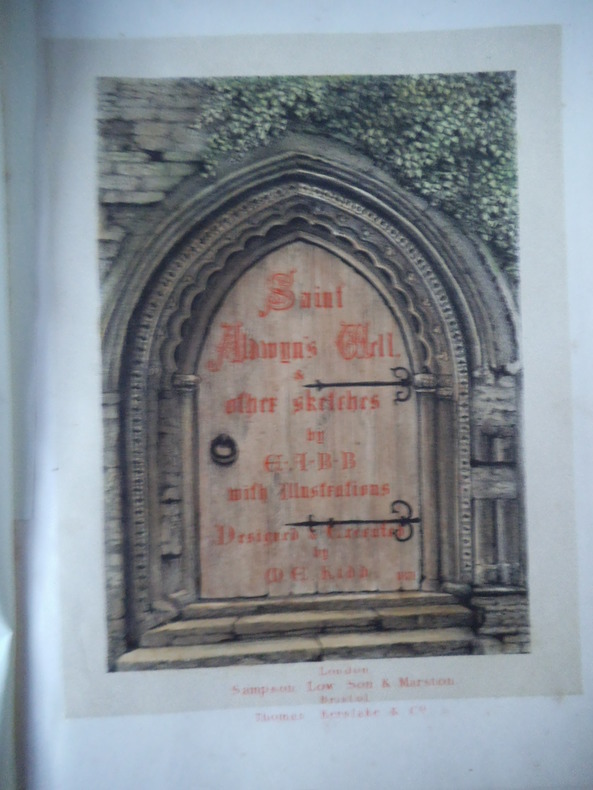 Saint
Aldwyn's Well.
&
other sketches
by
E·A·B·B
with Illustrations
Designed & Executed
by
London
Sampson Low Son & Marston.
Bristol
Thomas Kerslake & Co